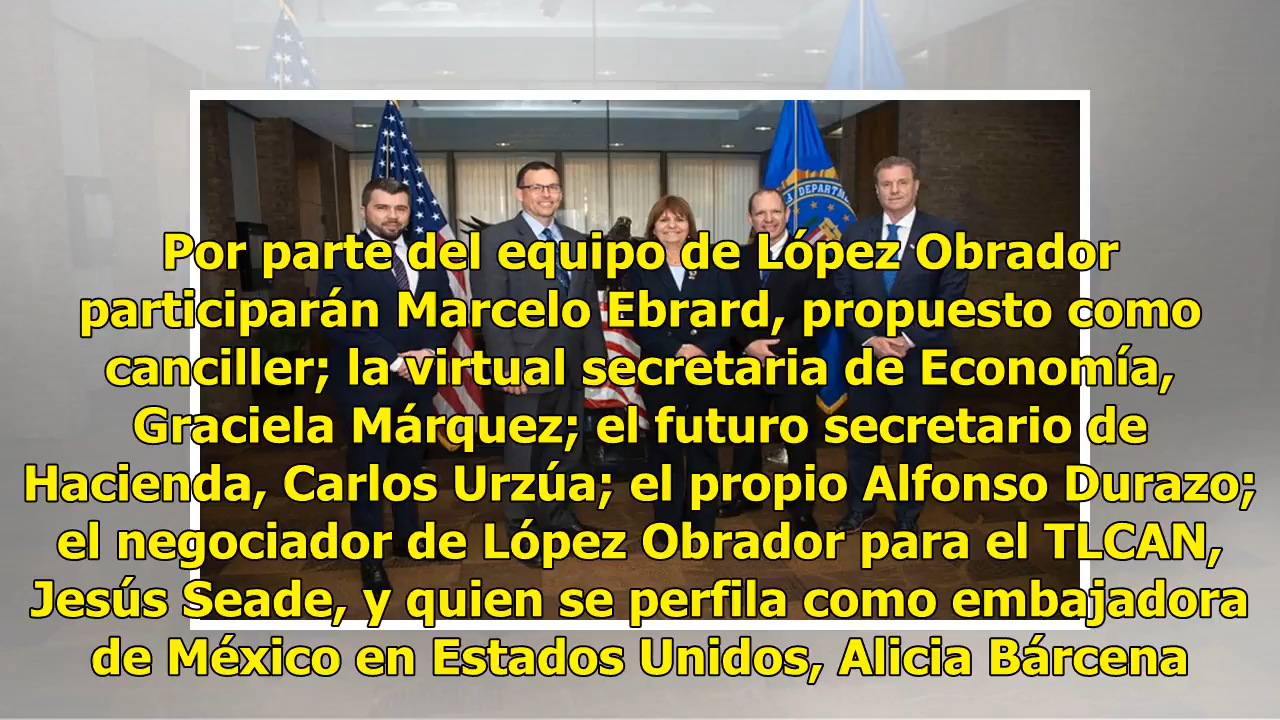 DEPARTM
Por parte del equipo de López Obrador
participarán Marcelo Ebrard, propuesto como
canciller; la virtual secretaria de Economía,
Graciela Márquez; el futuro secretario de
Hacienda, Carlos Urzúa; el propio Alfonso Durazo;
el negociador de López Obrador para el TLCAN,
Jesús Seade, y quien se perfila como embajadora
de México en Estados Unidos, Alicia Bárcena